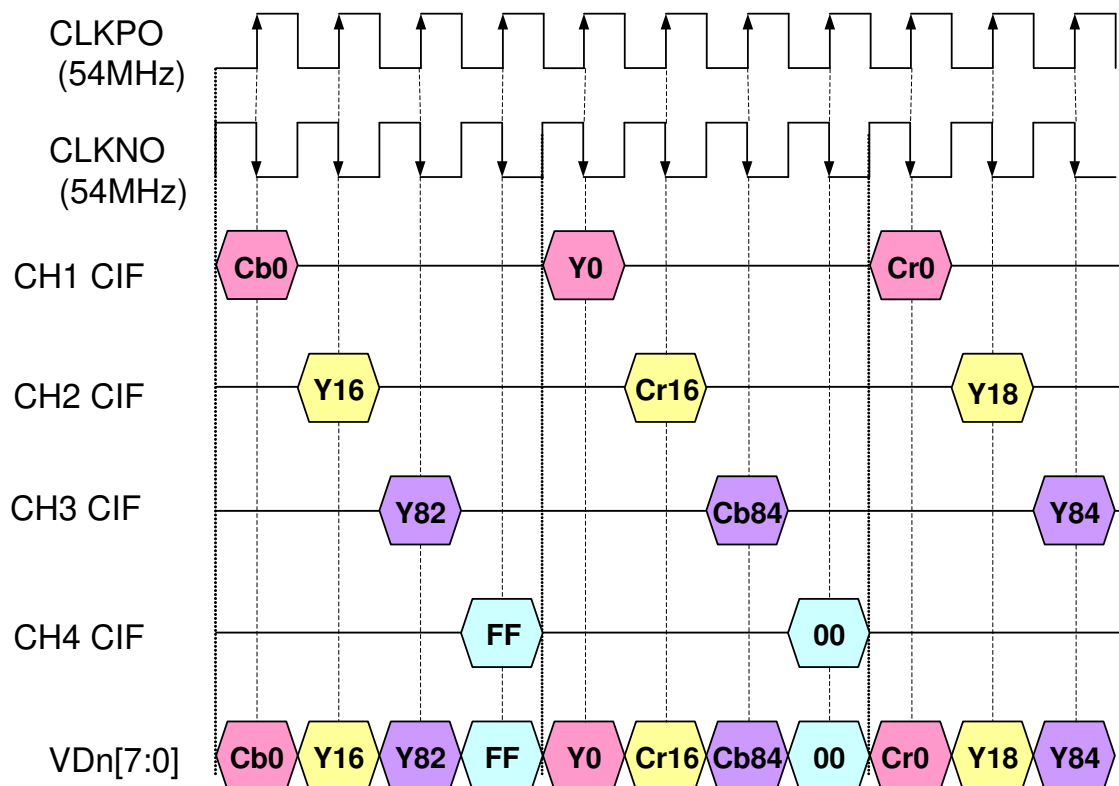 CLKPO
(54MHz)
CLKNO
(54MHz)
CH1 CIF
Cb0
Y0
Cr0
CH2 CIF
Y16
Cr16
Y18
CH3 CIF
Y82
Cb84
Y84
CH4 CIF
FF
00
VDn[7:0]
Cb0
Y16
Y82
FF
Y0
Cr16
Cb84
00
Cr0
Y18
Y84